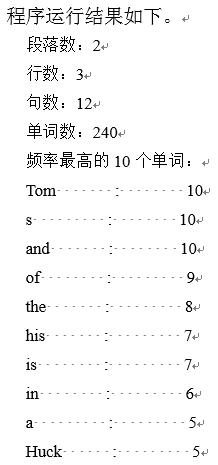 程序运行结果如下。
段落数：2
行数：3
句数：12
单词数：240
频率最高的 10 个单词：
Tom : 10
s : 10
and : 10
of : 9
the : 8
his : 7
is : 7
in : 6
a : 5
Huck : 5